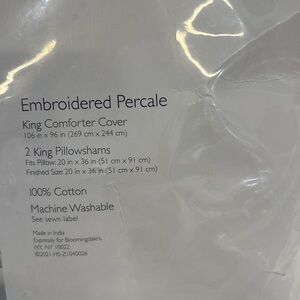 Embroidered Percale
King Comforter Cover
106 in x 96 in (269 cm x 244 cm)
2 King Pillowshams
Fits Pillow: 20 in x 36 in (51 cm x 91 cm)
Finished Size: 20 in x 36 in (51 cm x 91 cm)
100% Cotton
Machine Washable
See sewn label
Made in India
Expressly for Bloomingdale's
NY, NY 10022
©2021 HS-Z1040026